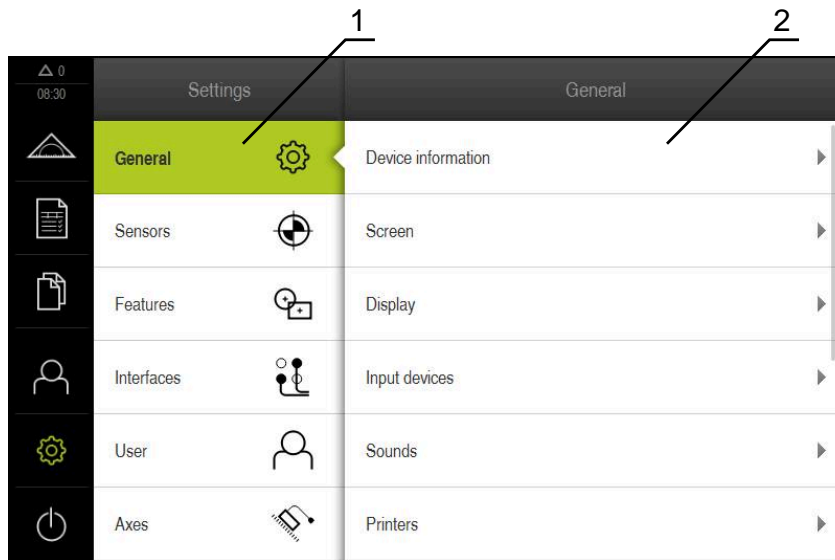 1
2
0
08:30
Settings
General
General
Sensors
Features
Interfaces
User
Axes
Device information
Screen
Display
Input devices
Sounds
Printers